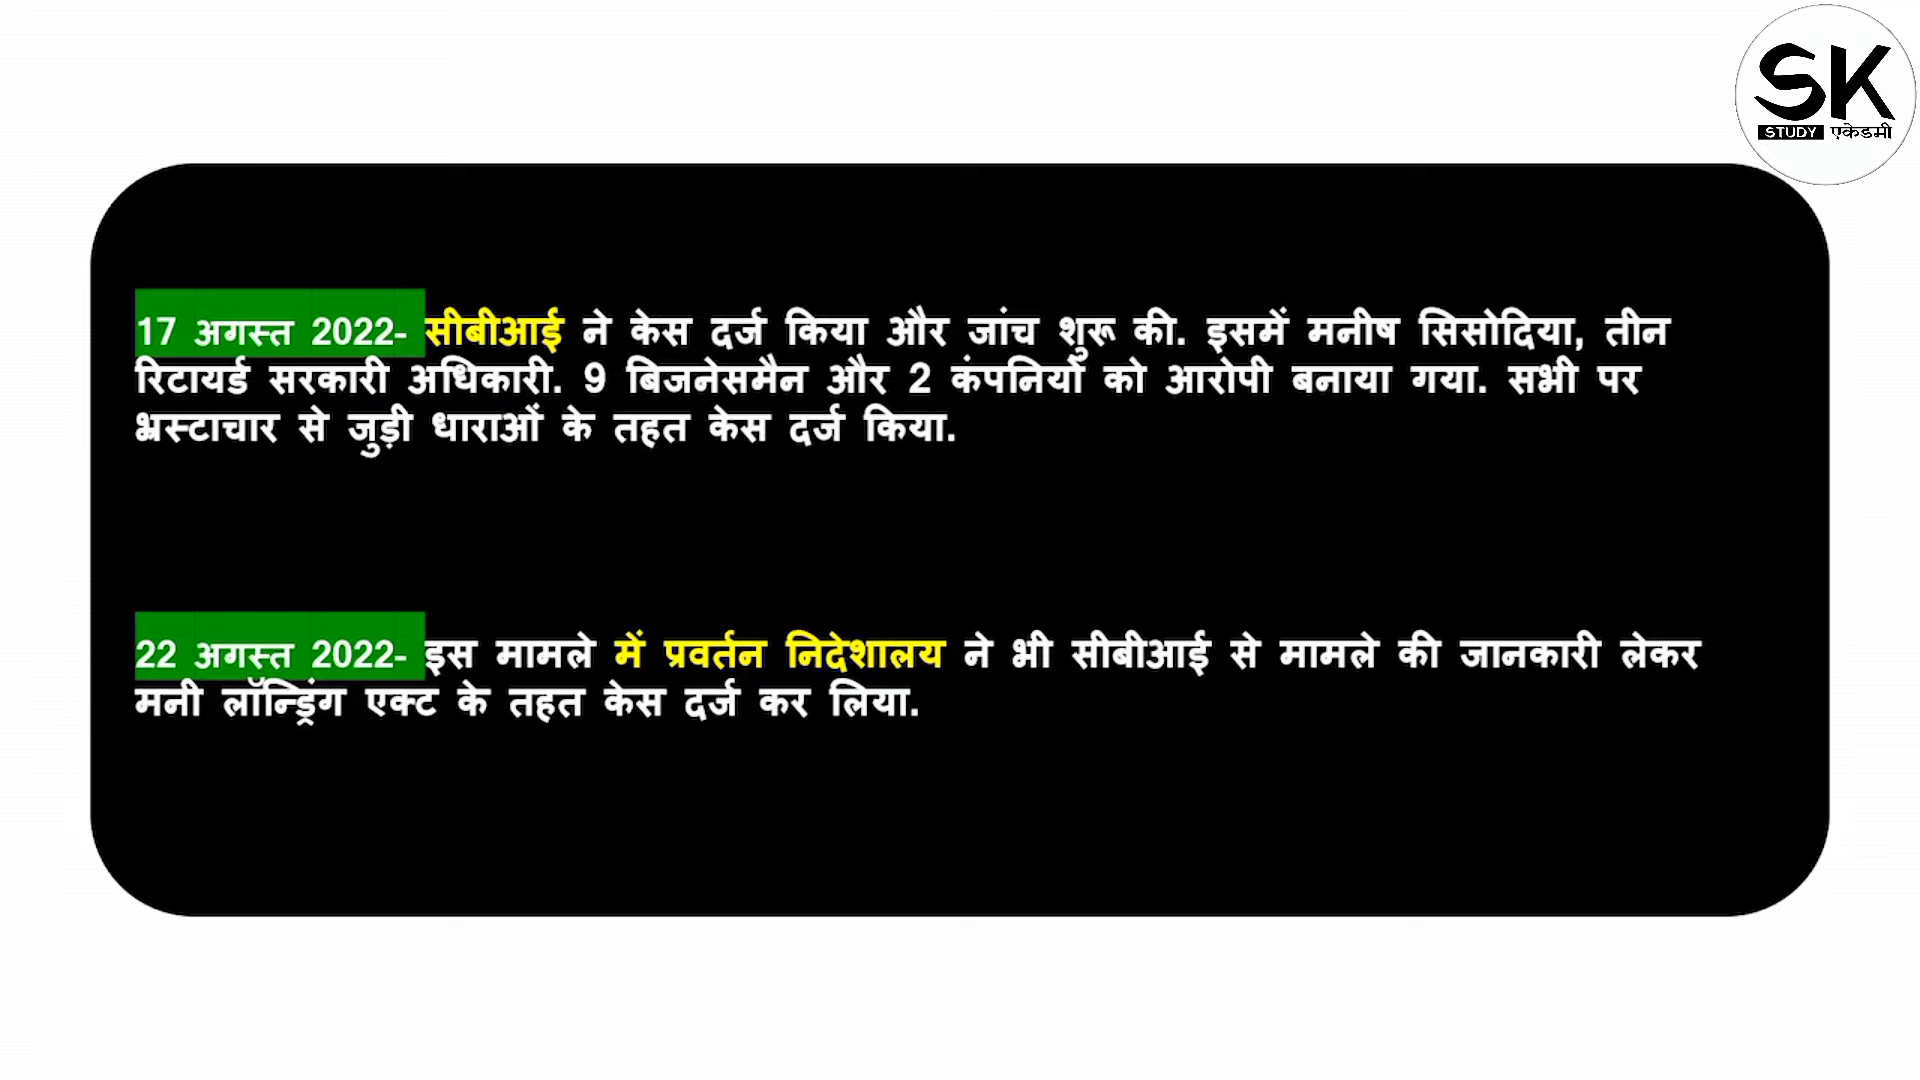 SK
STUDY एकेडमी
17 अगस्त 2022- सीबीआई ने केस दर्ज किया और जांच शुरू की. इसमें मनीष सिसोदिया, तीन
रिटायर्ड सरकारी अधिकारी. 9 बिजनेसमैन और 2 कंपनियों को आरोपी बनाया गया. सभी पर
भ्रस्टाचार से जुड़ी धाराओं के तहत केस दर्ज किया.
22 अगस्त 2022- इस मामले में प्रवर्तन निदेशालय ने भी सीबीआई से मामले की जानकारी लेकर
मनी लॉन्ड्रिंग एक्ट के तहत केस दर्ज कर लिया.